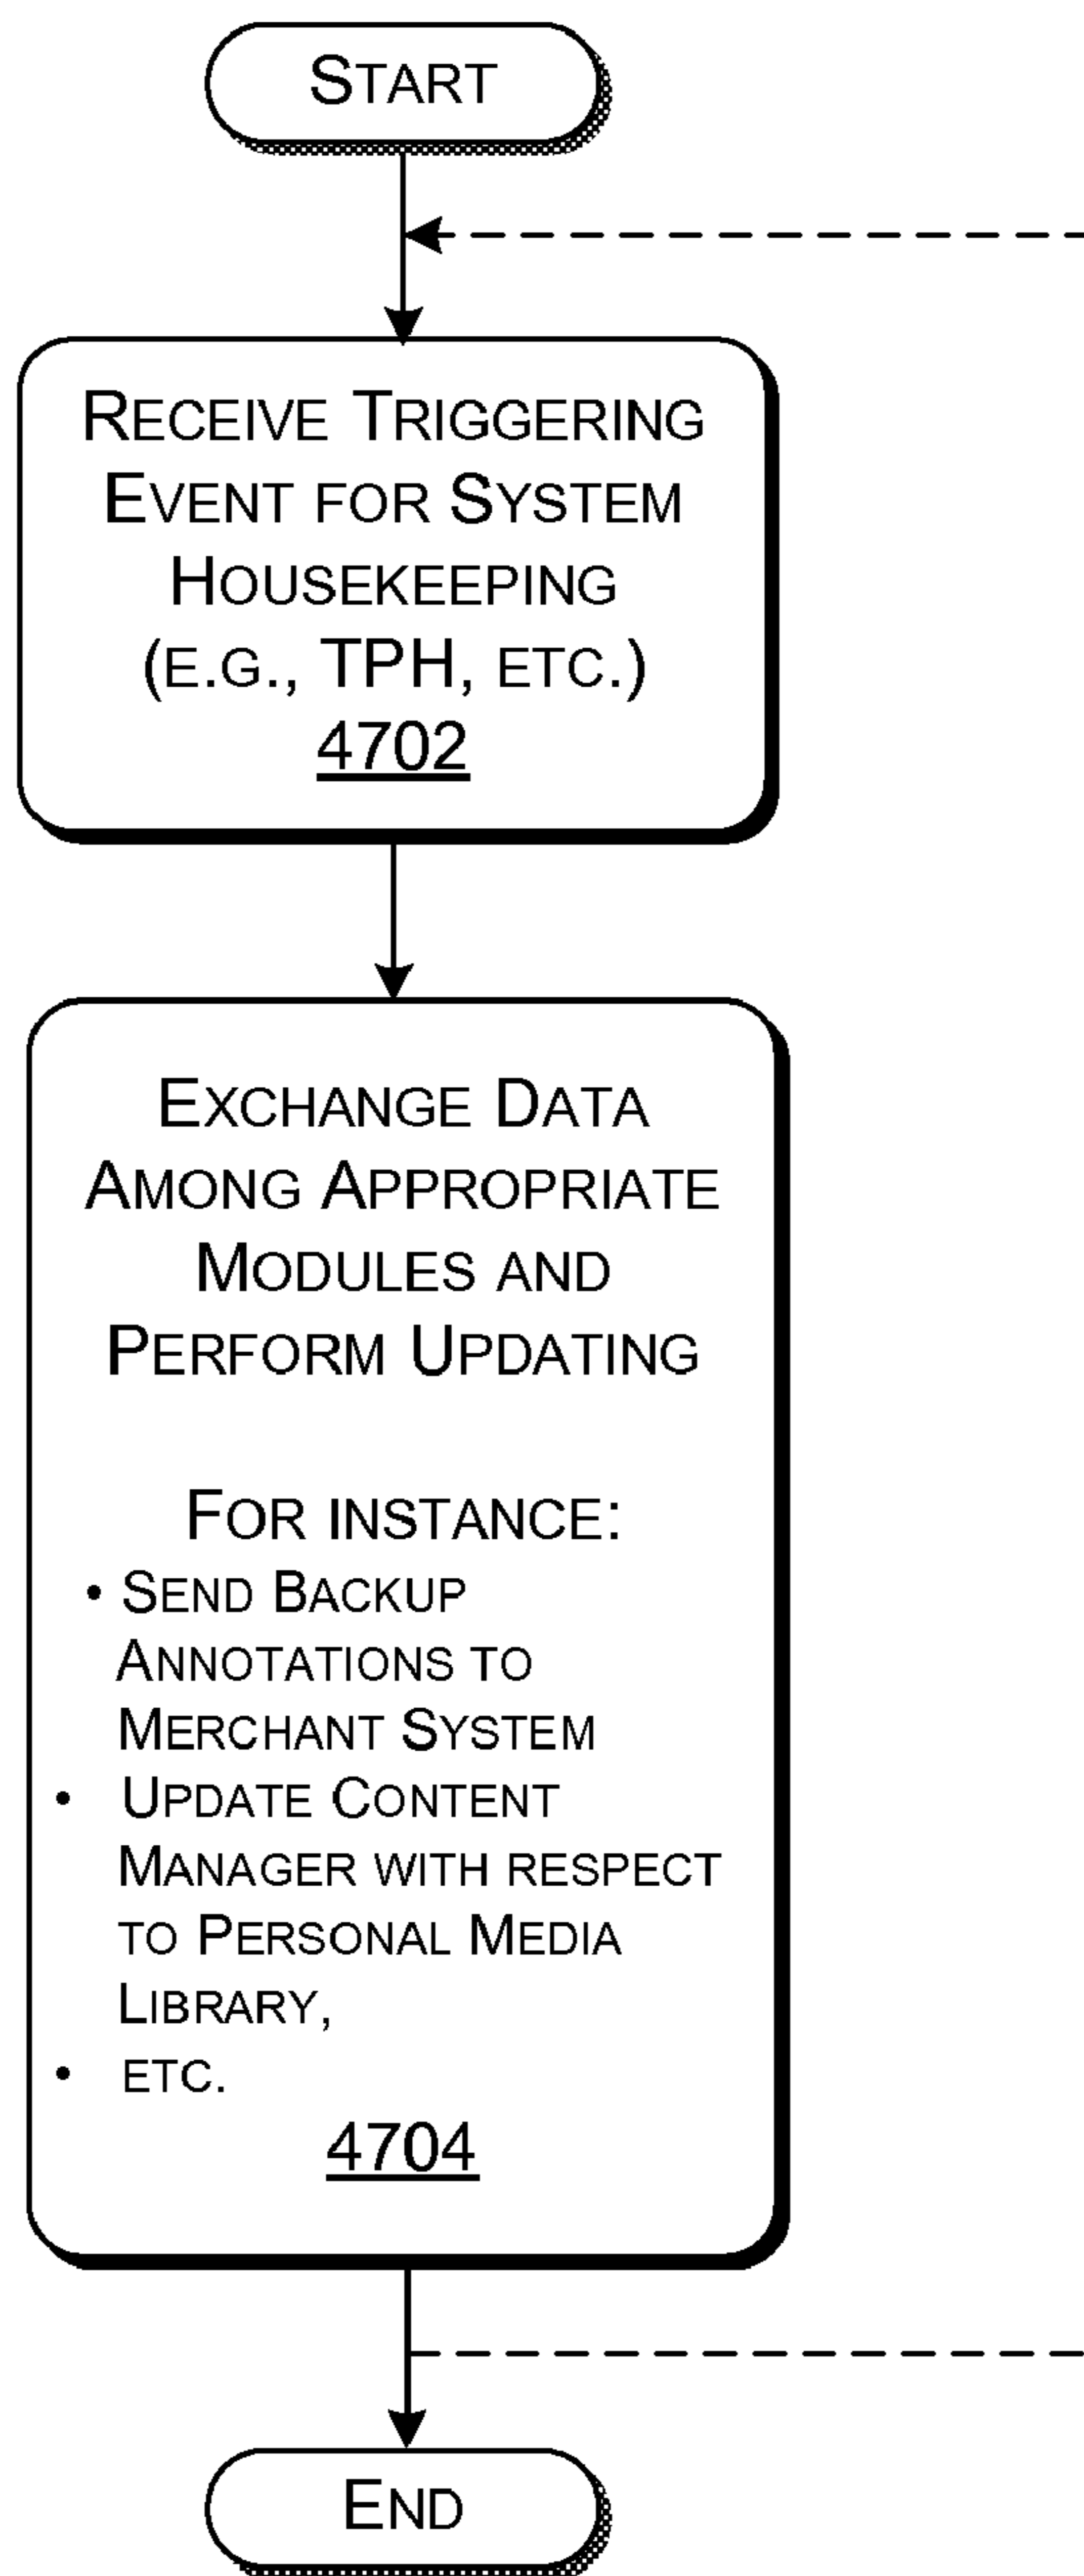 START
RECEIVE TRIGGERING
EVENT FOR SYSTEM
HOUSEKEEPING
(E.G., TPH, ETC.)
4702
EXCHANGE DATA
AMONG APPROPRIATE
MODULES AND
PERFORM UPDATING
FOR INSTANCE:
• SEND BACKUP
ANNOTATIONS TO
MERCHANT SYSTEM
• UPDATE CONTENT
MANAGER WITH RESPECT
TO PERSONAL MEDIA
LIBRARY,
• ETC.
4704
END